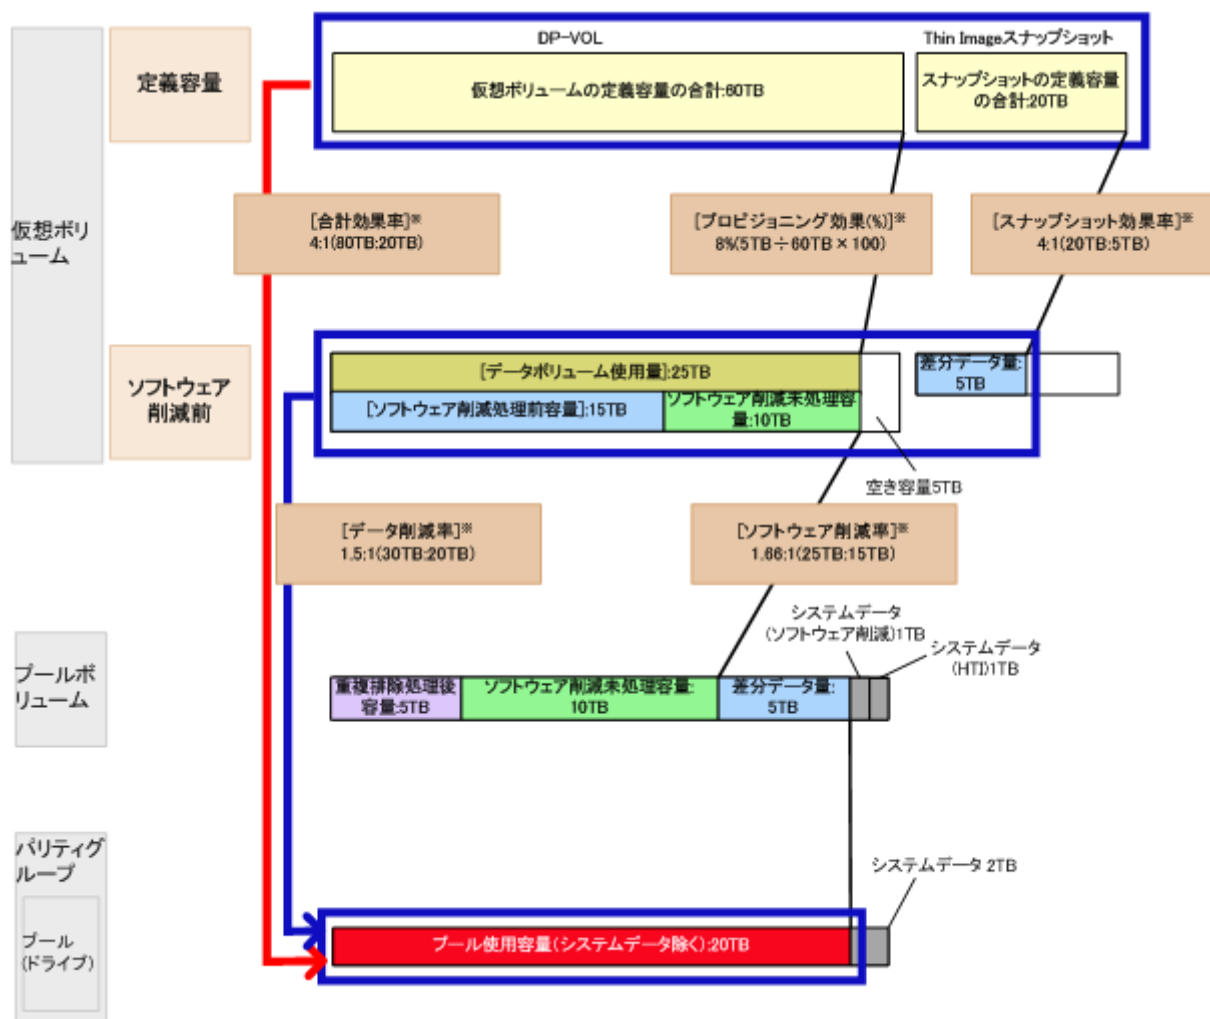 DP-VOL
Thin Imageスナップショット
定義容量
仮想ボリュームの定義容量の合計:60TB
スナップショットの定義容量
の合計:20TB
仮想ボリ
ューム
[合計効果率]※
4:1(80TB:20TB)
[プロビジョニング効果(%)]※
8%(5TB÷60TB×100)
[スナップショット効果率]※
4:1(20TB:5TB)
ソフトウェア
削減前
[データボリューム使用量]:25TB
[ソフトウェア削減処理前容量]:15TB
ソフトウェア削減未処理容
量:10TB
差分データ量:
5TB
空き容量5TB
[データ削減率]※
1.5:1(30TB:20TB)
[ソフトウェア削減率]※
1.66:1(25TB:15TB)
システムデータ
(ソフトウェア削減)1TB
システムデータ
(HTI)1TB
プールボ
リューム
重複排除処理後
容量:5TB
ソフトウェア削減未処理容量:
10TB
差分データ量:
5TB
パリティグ
ループ
システムデータ 2TB
プール
(ドライブ)
プール使用容量(システムデータ除く):20TB